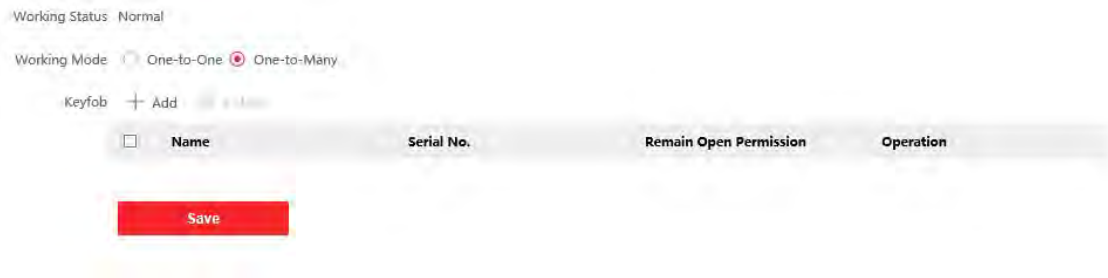 Working Status Normal
Working Mode One-to-One One-to-Many
Keyfob + Add
Name Serial No. Remain Open Permission Operation
Save